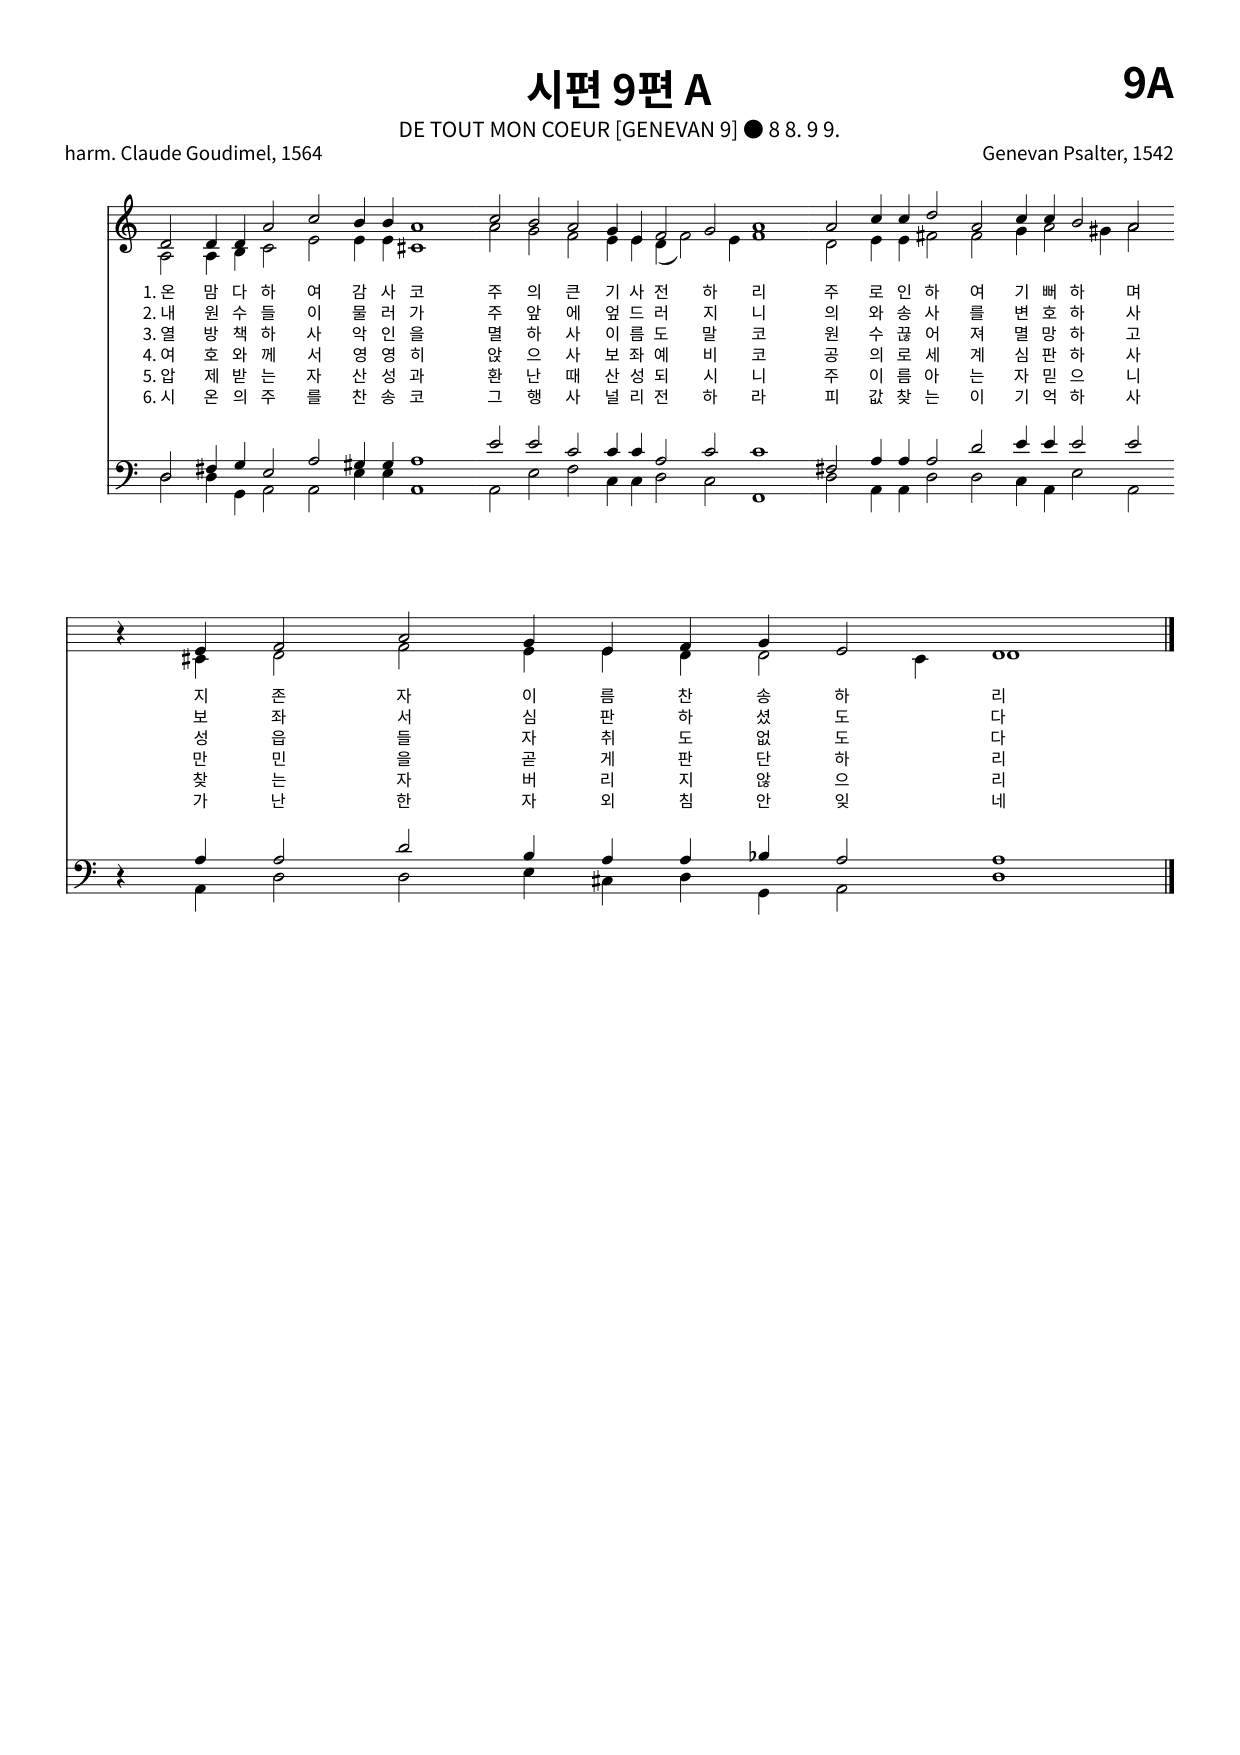 시편 9편 A
9A
DE TOUT MON COEUR [GENEVAN 9] ● 8 8. 9 9.
harm. Claude Goudimel, 1564
Genevan Psalter, 1542
1. 온 맘 다 하 여 감 사 코 주 의 큰 기 사 전 하 리 주 로 인 하 여 기 뻐 하 며
2. 내 원 수 들 이 물 러 가 주 앞 에 엎 드 러 지 니 의 와 송 사 를 변 호 하 사
3. 열 방 책 하 사 악 인 을 멸 하 사 이 름 도 말 코 원 수 끊 어 져 멸 망 하 고
4. 여 호 와 께 서 영 영 히 앉 으 사 보 좌 예 비 코 공 의 로 세 계 심 판 하 사
5. 압 제 받 는 자 산 성 과 환 난 때 산 성 되 시 니 주 이 름 아 는 자 믿 으 니
6. 시 온 의 주 를 찬 송 코 그 행 사 널 리 전 하 라 피 값 찾 는 이 기 억 하 사
지 존 자 이 름 찬 송 하 리
보 좌 서 심 판 하 셨 도 다
성 읍 들 자 취 도 없 도 다
만 민 을 곧 게 판 단 하 리
찾 는 자 버 리 지 않 으 리
가 난 한 자 외 침 안 잊 네